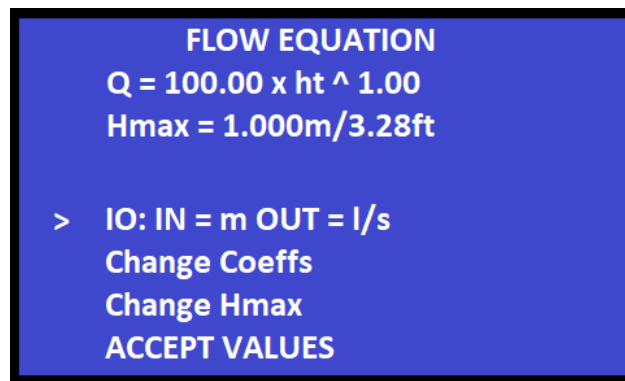 FLOW EQUATION
Q = 100.00 x ht ^ 1.00
Hmax = 1.000m/3.28ft
> IO: IN = m OUT = l/s
Change Coeffs
Change Hmax
ACCEPT VALUES